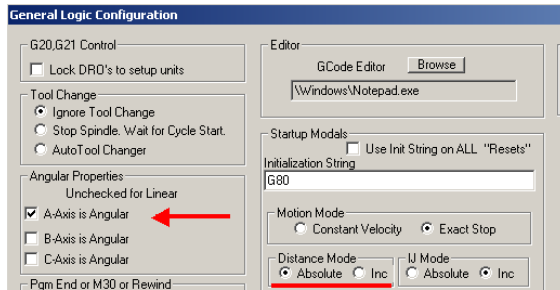 General Logic Configuration
G20,G21 Control
Lock DRO's to setup units
Tool Change
Ignore Tool Change
Stop Spindle. Wait for Cycle Start.
AutoTool Changer
Angular Properties
Unchecked for Linear
A-Axis is Angular
B-Axis is Angular
C-Axis is Angular
Pgm End or M30 or Rewind
Editor
GCode Editor Browse
\Windows\Notepad.exe
Startup Modals
Use Init String on ALL "Resets"
Initialization String
G80
Motion Mode
Constant Velocity Exact Stop
Distance Mode IJ Mode
Absolute Inc Absolute Inc